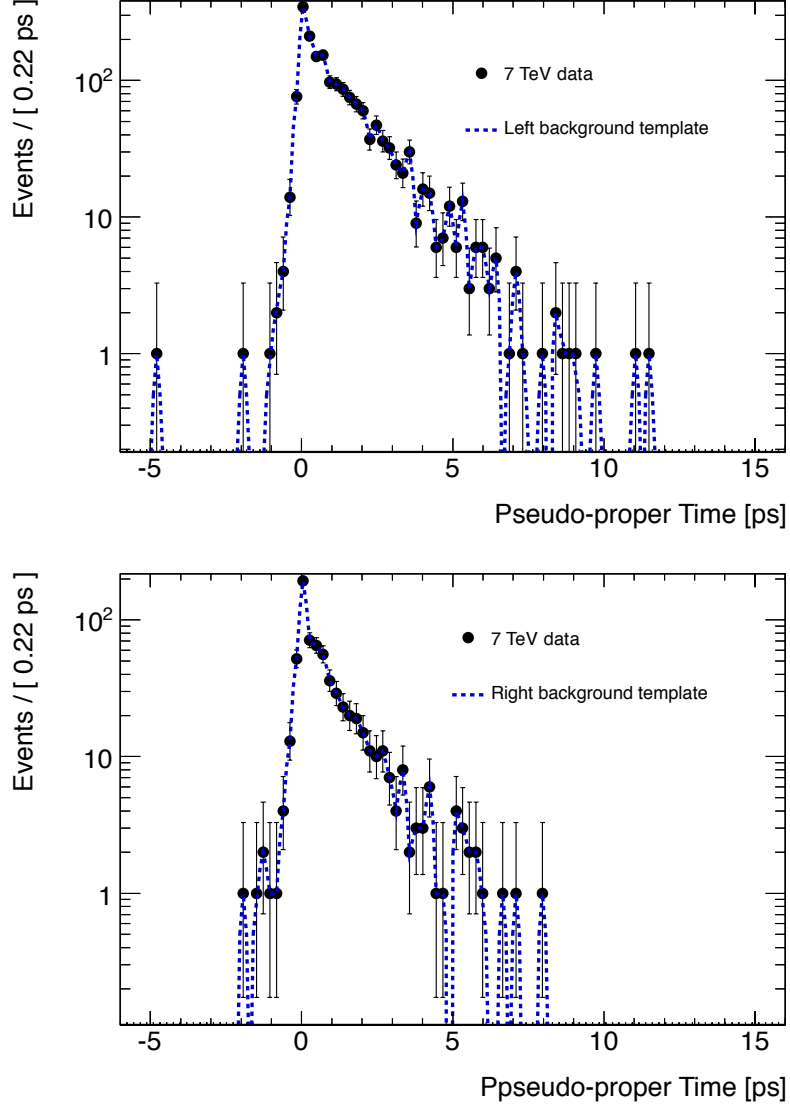 Events / [ 0.22 ps ]
10²
10
1
7 TeV data
Left background template
-5 0 5 10 15
Pseudo-proper Time [ps]
Events / [ 0.22 ps ]
10²
10
1
7 TeV data
Right background template
-5 0 5 10 15
Ppseudo-proper Time [ps]